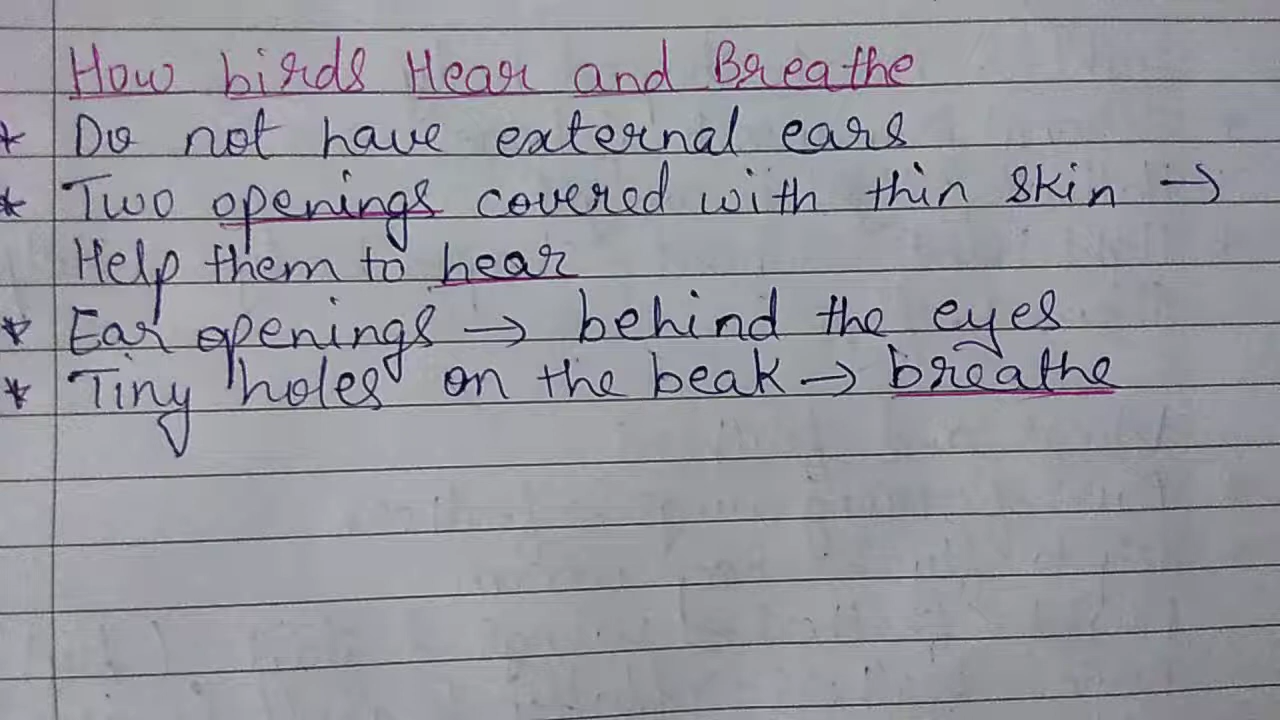 How birds Hear and Breathe
* Do not have external ears
* Two openings covered with thin skin →
Help them to hear
* Ear openings → behind the eyes
* Tiny holes on the beak → breathe